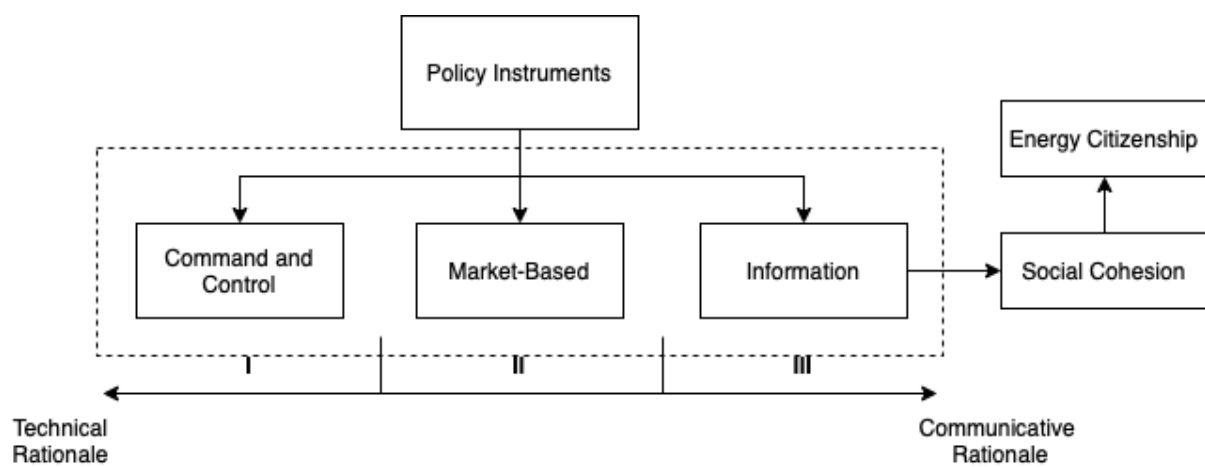 Policy Instruments
Energy Citizenship
Command and
Control
Market-Based
Information
Social Cohesion
I
II
III
Technical
Rationale
Communicative
Rationale